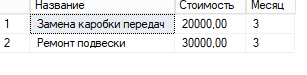 Название Стоимость Месяц
1 Замена каробки передач 20000,00 3
2 Ремонт подвески 30000,00 3